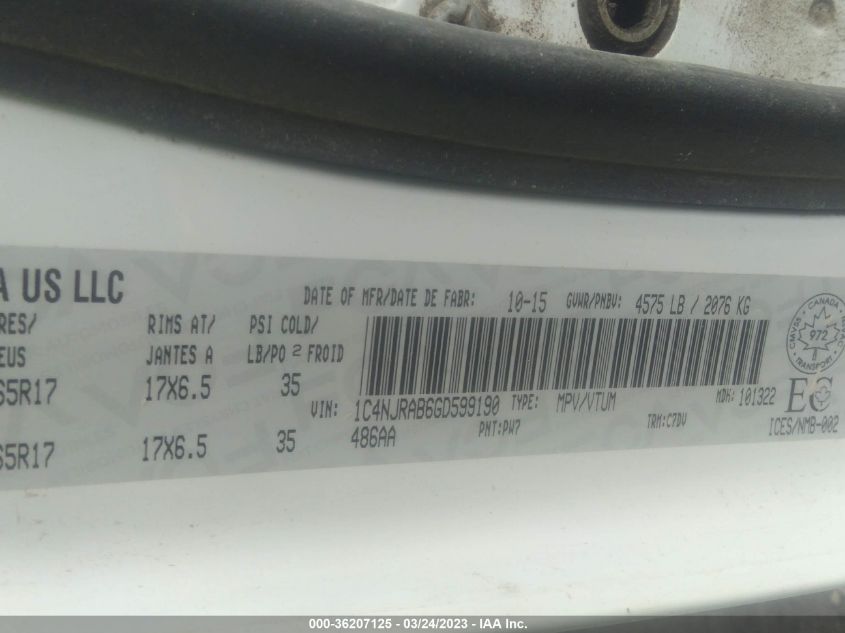 A US LLC
DATE OF MFR/DATE DE FABR: 10-15 GVWR/PNBV: 4575 LB / 2076 KG
RES/ RIMS AT/ PSI COLD/
EUS JANTES A LB/PO 2 FROID
65R17 17X6.5 35
VIN: 1C4NJRAB6GD599190 TYPE: MPV/VTUM MDH: 101322
65R17 17X6.5 35
486AA PNT:PW7 TRM:C7DV ICES/NMB-002
CMVSS CANADA NSVAC
972
TRANSPORT
EC
000-36207125 - 03/24/2023 - IAA Inc.